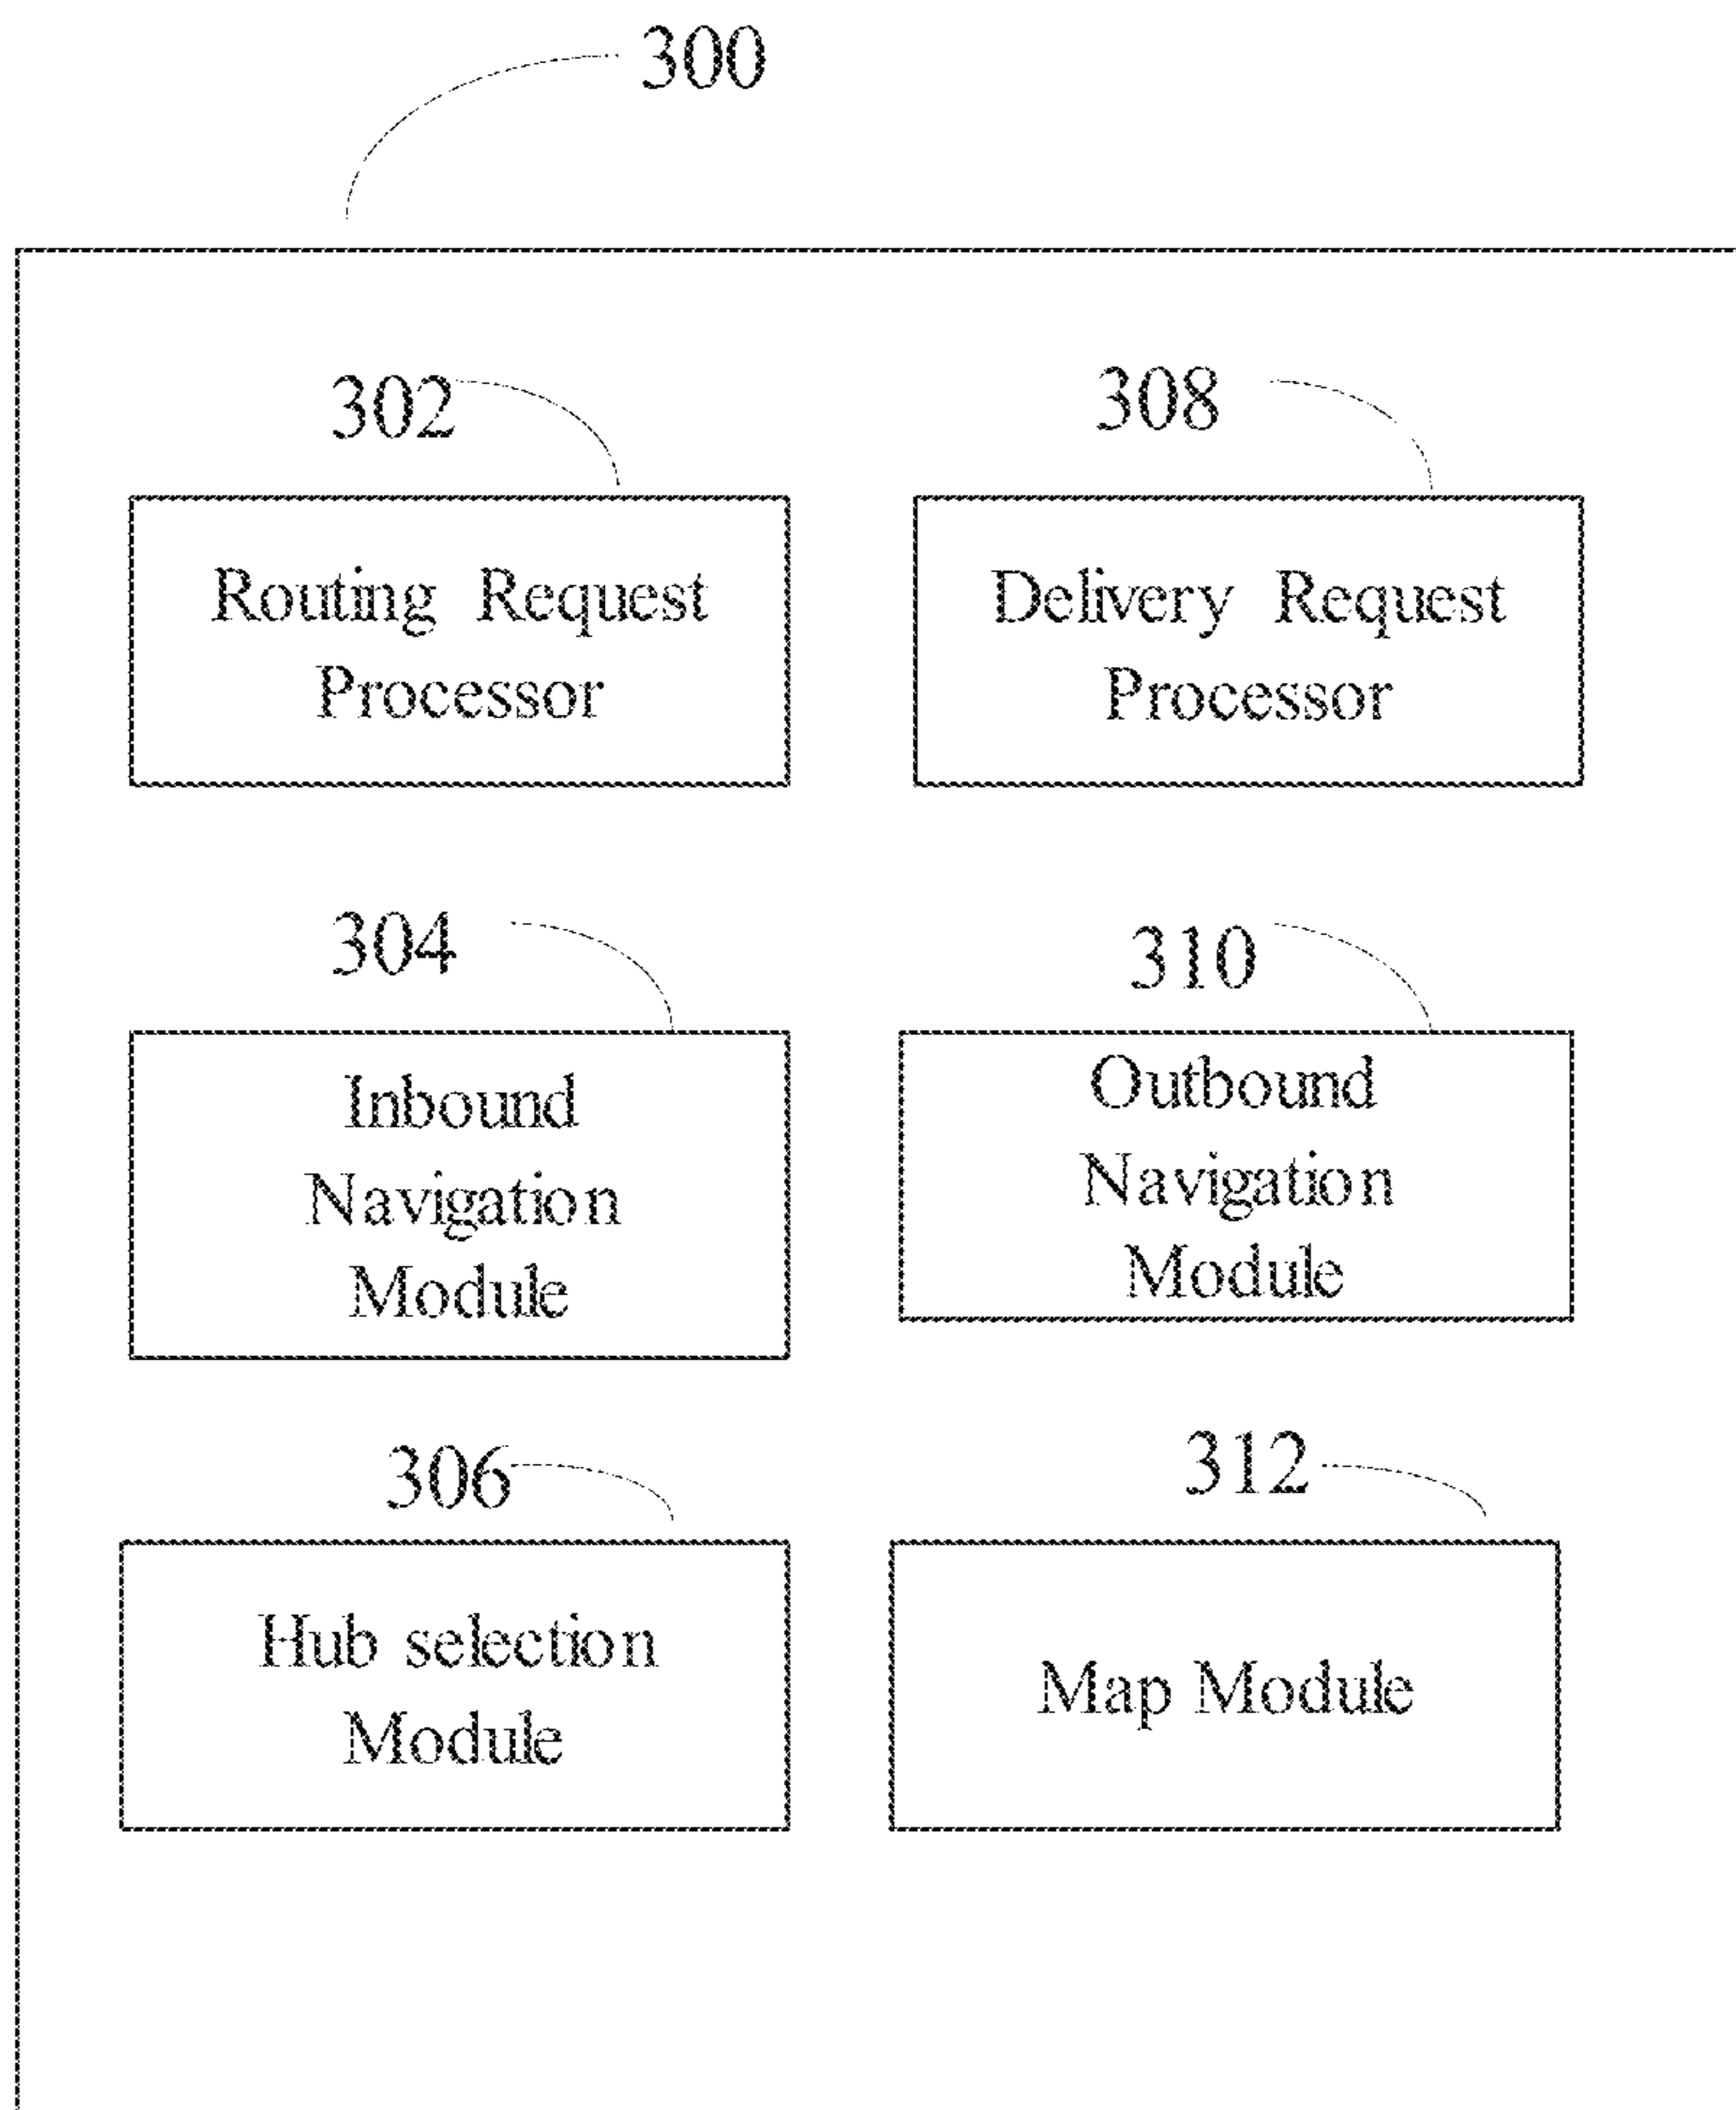 300
302
Routing Request
Processor
308
Delivery Request
Processor
304
Inbound
Navigation
Module
310
Outbound
Navigation
Module
306
Hub selection
Module
312
Map Module